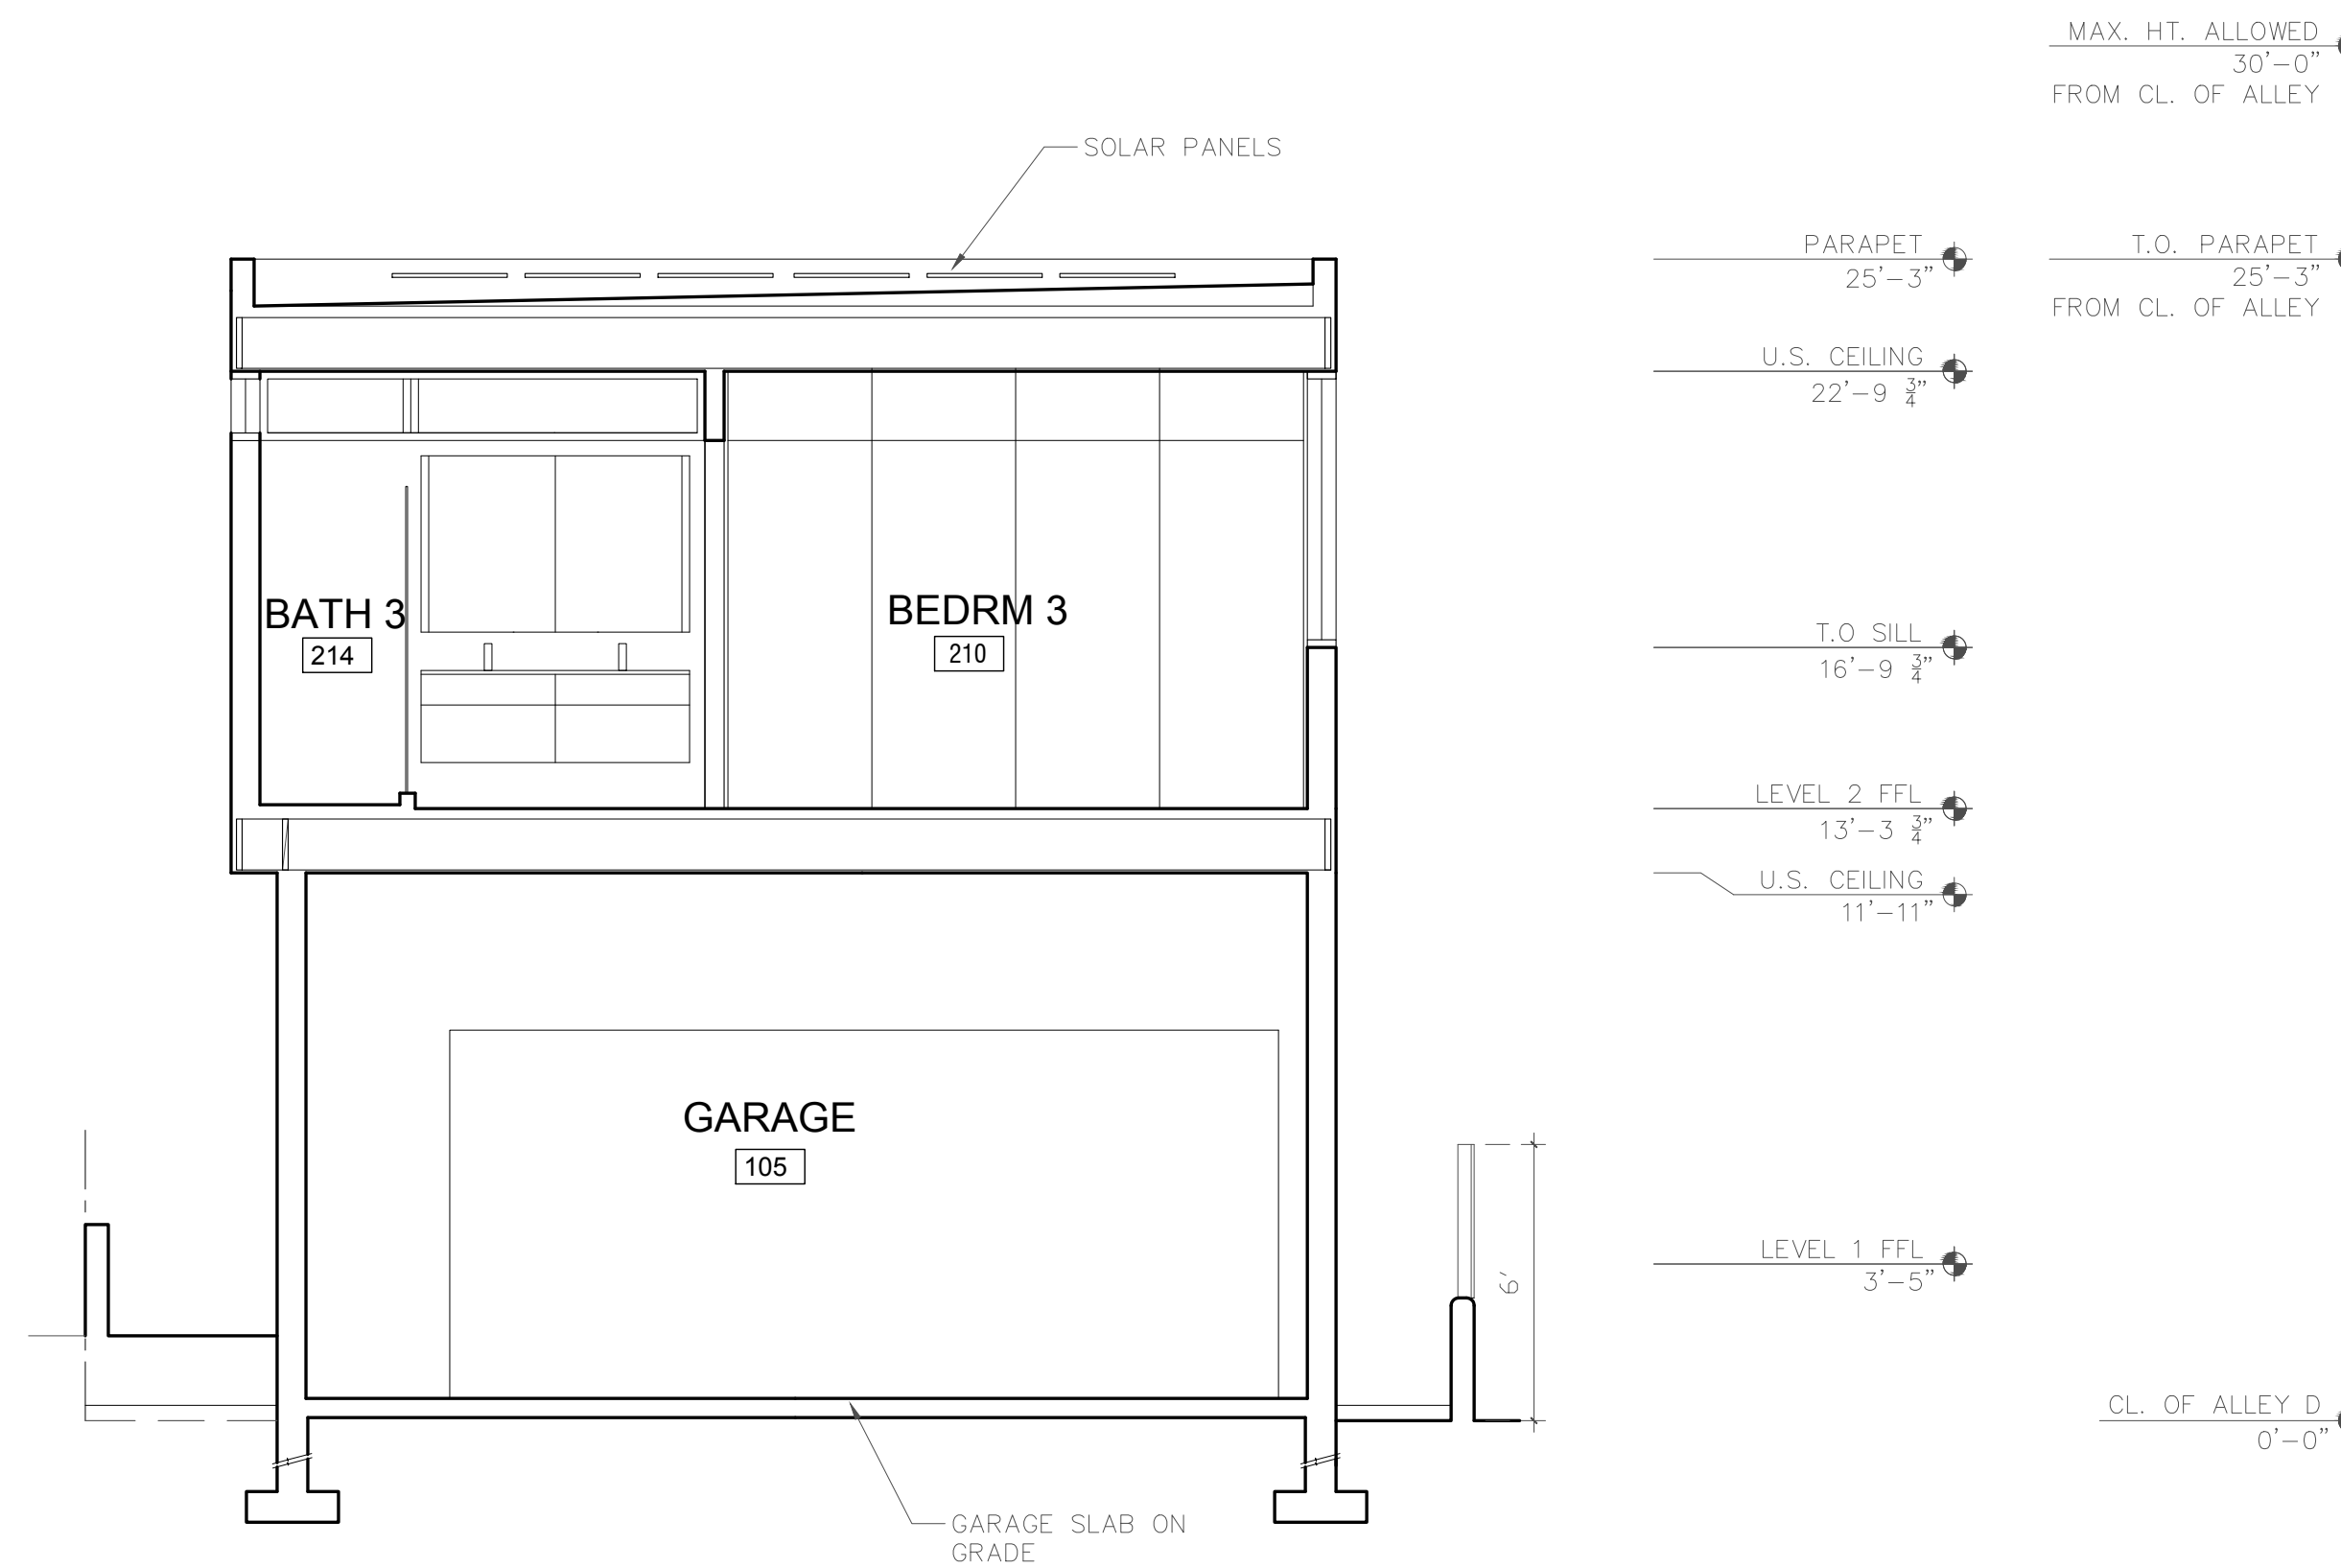 MAX. HT. ALLOWED
30'-0"
FROM CL. OF ALLEY
SOLAR PANELS
PARAPET
25'-3"
T.O. PARAPET
25'-3"
FROM CL. OF ALLEY
U.S. CEILING
22'-9 3/4"
BATH 3
214
BEDRM 3
210
T.O SILL
16'-9 3/4"
LEVEL 2 FFL
13'-3 3/4"
U.S. CEILING
11'-11"
GARAGE
105
6'
LEVEL 1 FFL
3'-5"
CL. OF ALLEY D
0'-0"
GARAGE SLAB ON
GRADE